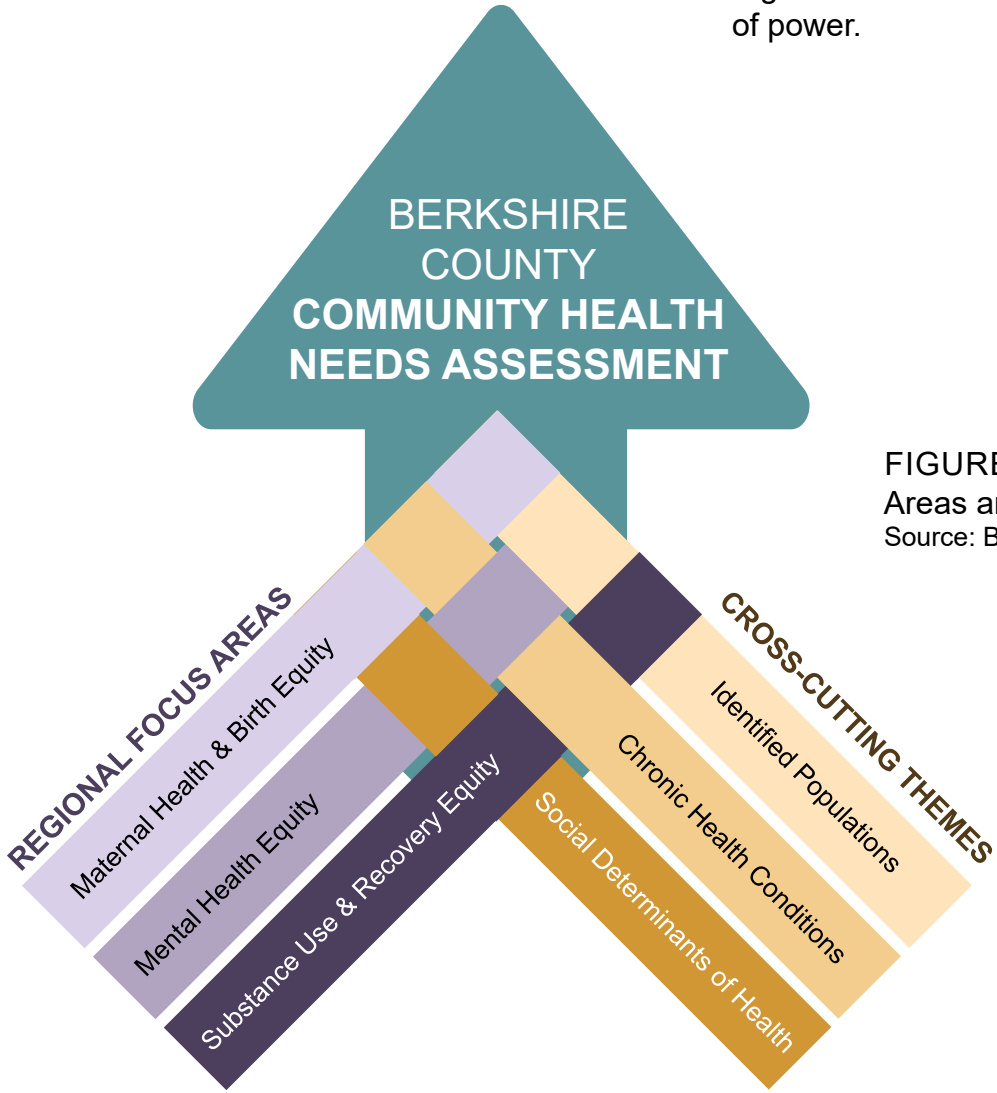 of power.
BERKSHIRE
COUNTY
COMMUNITY HEALTH
NEEDS ASSESSMENT
FIGURE
Areas
Source:
REGIONAL FOCUS AREAS
Maternal Health & Birth Equity
Mental Health Equity
Substance Use & Recovery Equity
CROSS-CUTTING THEMES
Identified Populations
Chronic Health Conditions
Social Determinants of Health